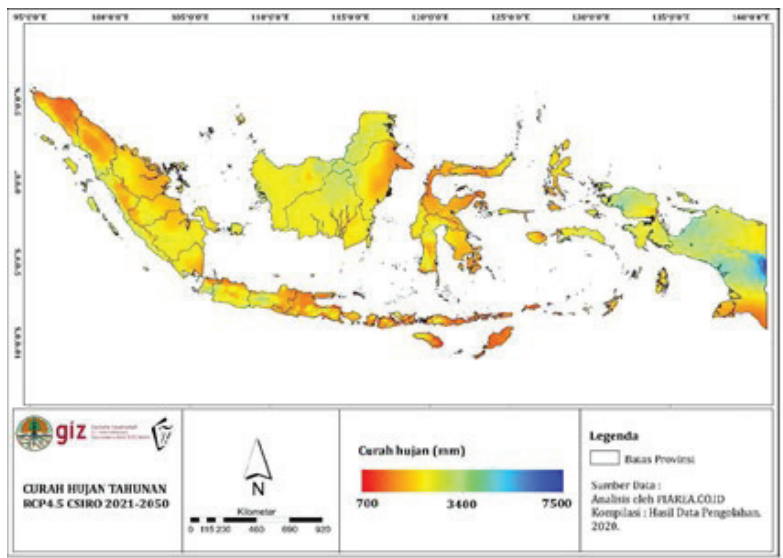 95°0'0"E 100°0'0"E 105°0'0"E 110°0'0"E 115°0'0"E 120°0'0"E 125°0'0"E 130°0'0"E 135°0'0"E 140°0'0"E
giz
CURAH HUJAN TAHUNAN
RCP4.5 CSIRO 2021-2050
N
Kilometer
0 115 230 460 690 920
Curah hujan (mm)
700 3400 7500
Legenda
Batas Provinsi
Sumber Data :
Analisis oleh PIAREA.CO.ID
Kompilasi : Hasil Data Pengolahan,
2020.